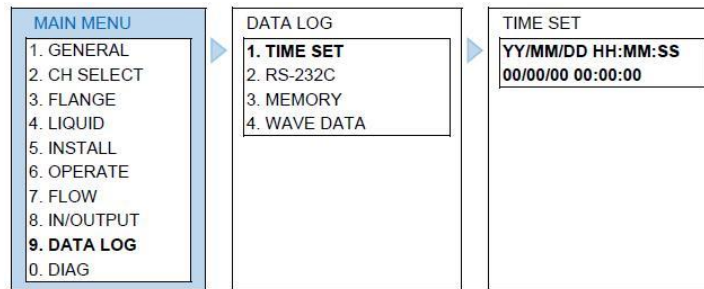 MAIN MENU
1. GENERAL
2. CH SELECT
3. FLANGE
4. LIQUID
5. INSTALL
6. OPERATE
7. FLOW
8. IN/OUTPUT
9. DATA LOG
0. DIAG
DATA LOG
1. TIME SET
2. RS-232C
3. MEMORY
4. WAVE DATA
TIME SET
YY/MM/DD HH:MM:SS
00/00/00 00:00:00